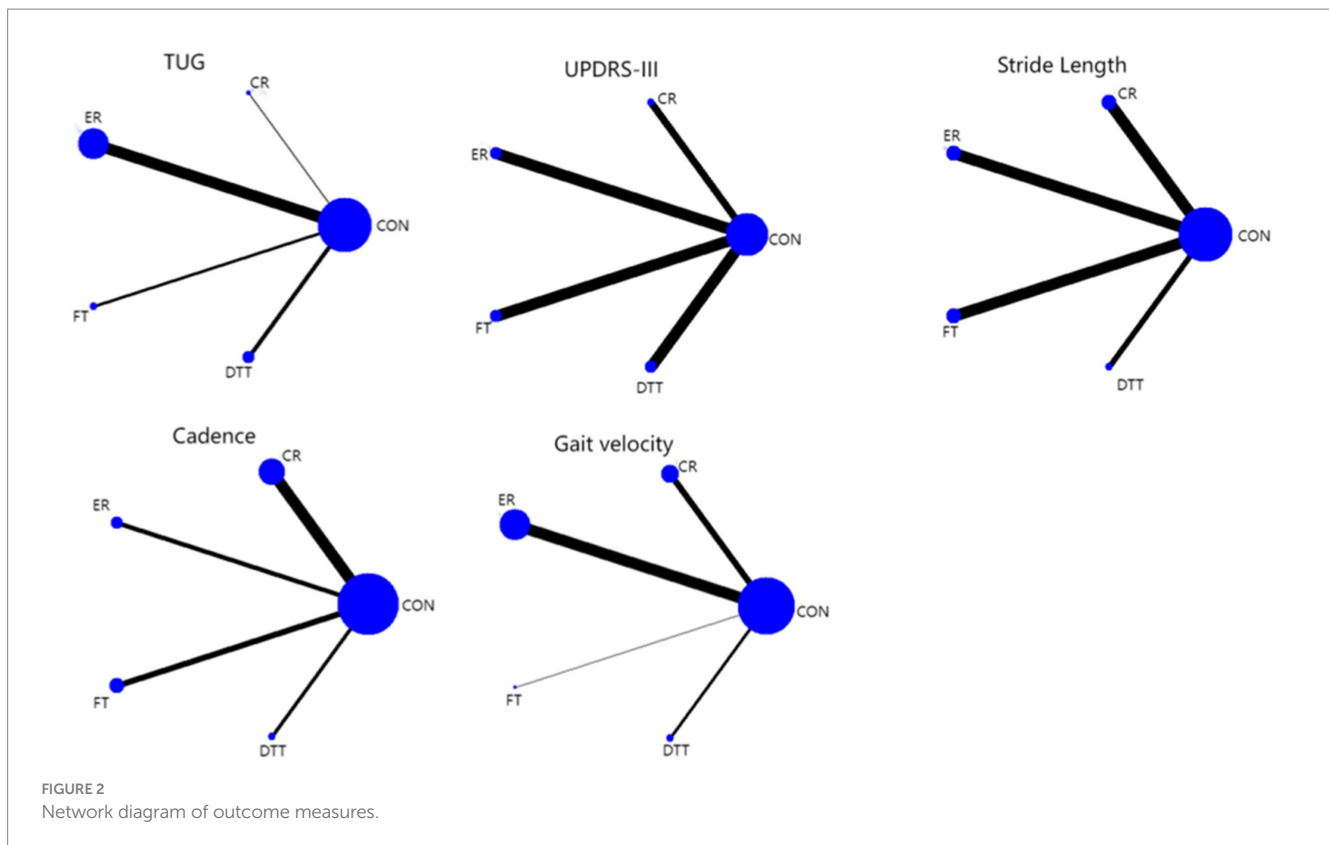 TUG
CR
ER
CON
FT
DTT
UPDRS-III
CR
ER
CON
FT
DTT
Stride Length
CR
ER
CON
FT
DTT
Cadence
CR
ER
CON
FT
DTT
Gait velocity
CR
ER
CON
FT
DTT
FIGURE 2
Network diagram of outcome measures.